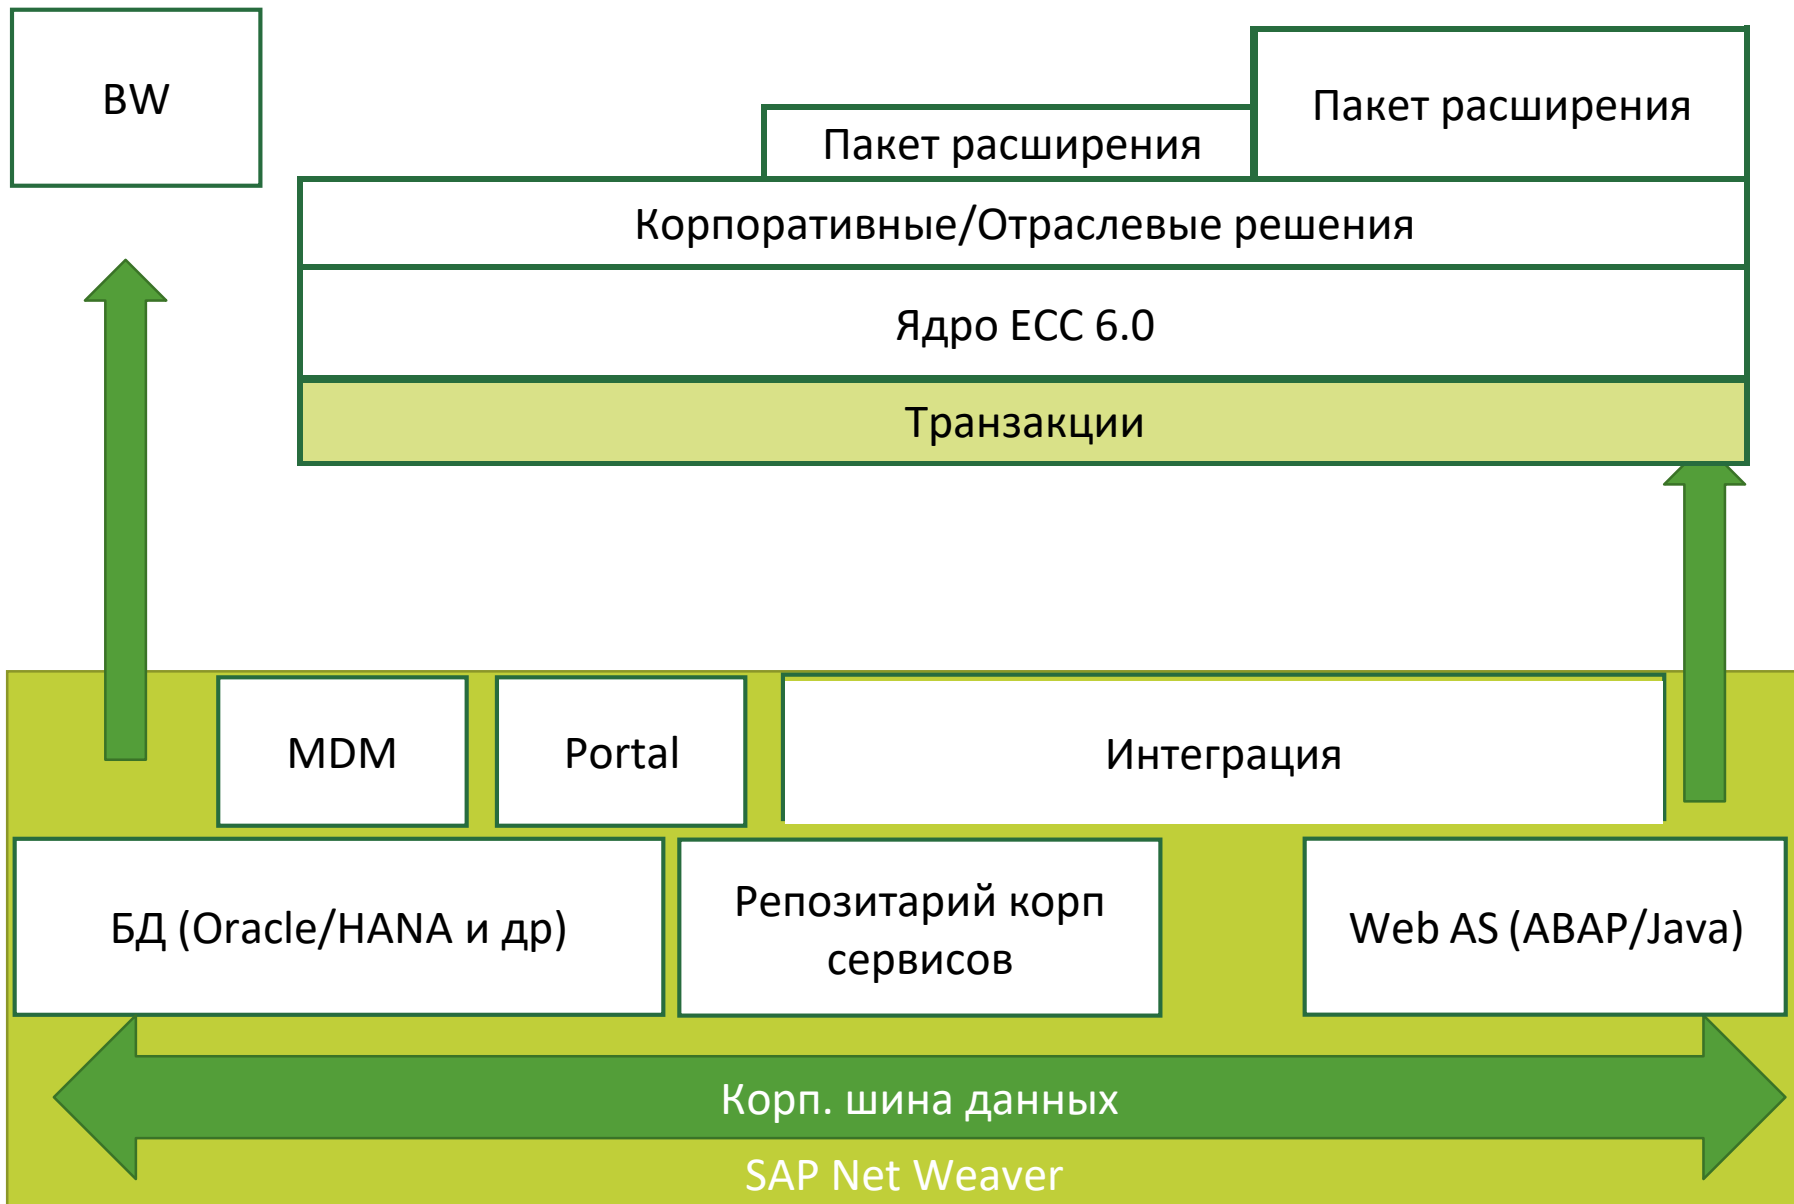 BW
Пакет расширения
Пакет расширения
Корпоративные/Отраслевые решения
Ядро ECC 6.0
Транзакции
MDM
Portal
Интеграция
БД (Oracle/HANA и др)
Репозитарий корп
сервисов
Web AS (ABAP/Java)
Корп. шина данных
SAP Net Weaver